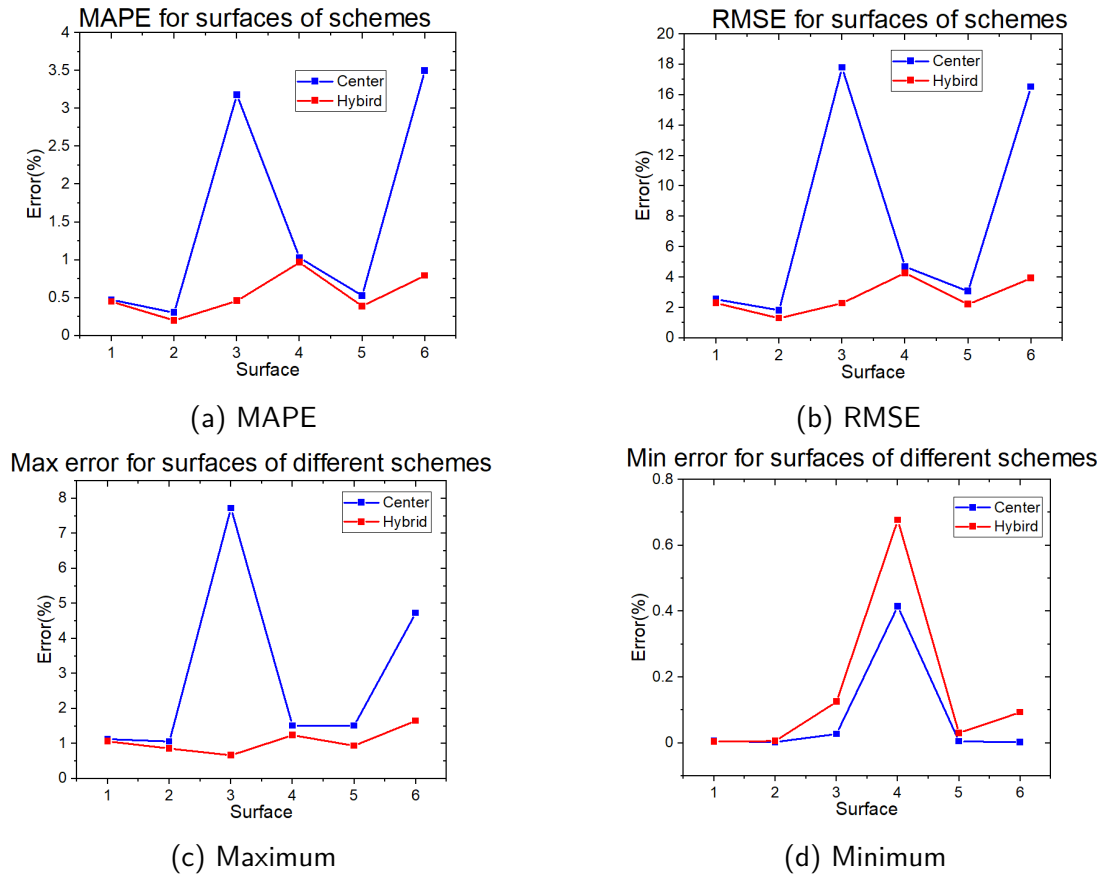 MAPE for surfaces of schemes
4
3.5
3
2.5
2
1.5
1
0.5
0
Error(%)
Center
Hybird
1 2 3 4 5 6
Surface
(a) MAPE
RMSE for surfaces of schemes
20
18
16
14
12
10
8
6
4
2
0
Error(%)
Center
Hybird
1 2 3 4 5 6
Surface
(b) RMSE
Max error for surfaces of different schemes
8
7
6
5
4
3
2
1
0
Error(%)
Center
Hybrid
1 2 3 4 5 6
Surface
(c) Maximum
Min error for surfaces of different schemes
0.8
0.6
0.4
0.2
0
Error(%)
Center
Hybird
1 2 3 4 5 6
Surface
(d) Minimum